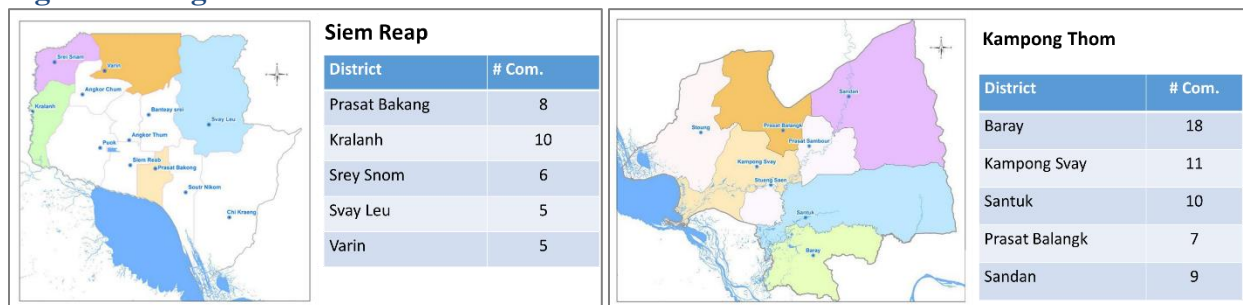 Siem Reap
District # Com.
Prasat Bakang 8
Kralanh 10
Srey Snom 6
Svay Leu 5
Varin 5
Srei Snam
Varin
Angkor Chum
Kralanh
Banteay srei
Svay Leu
Angkor Thum
Puok
Siem Reab
Prasat Bakong
Soutr Nikom
Chi Kraeng
Kampong Thom
District # Com.
Baray 18
Kampong Svay 11
Santuk 10
Prasat Balangk 7
Sandan 9
Sandan
Prasat Balangk
Stoung
Prasat Sambour
Kampong Svay
Stueng Saen
Santuk
Baray